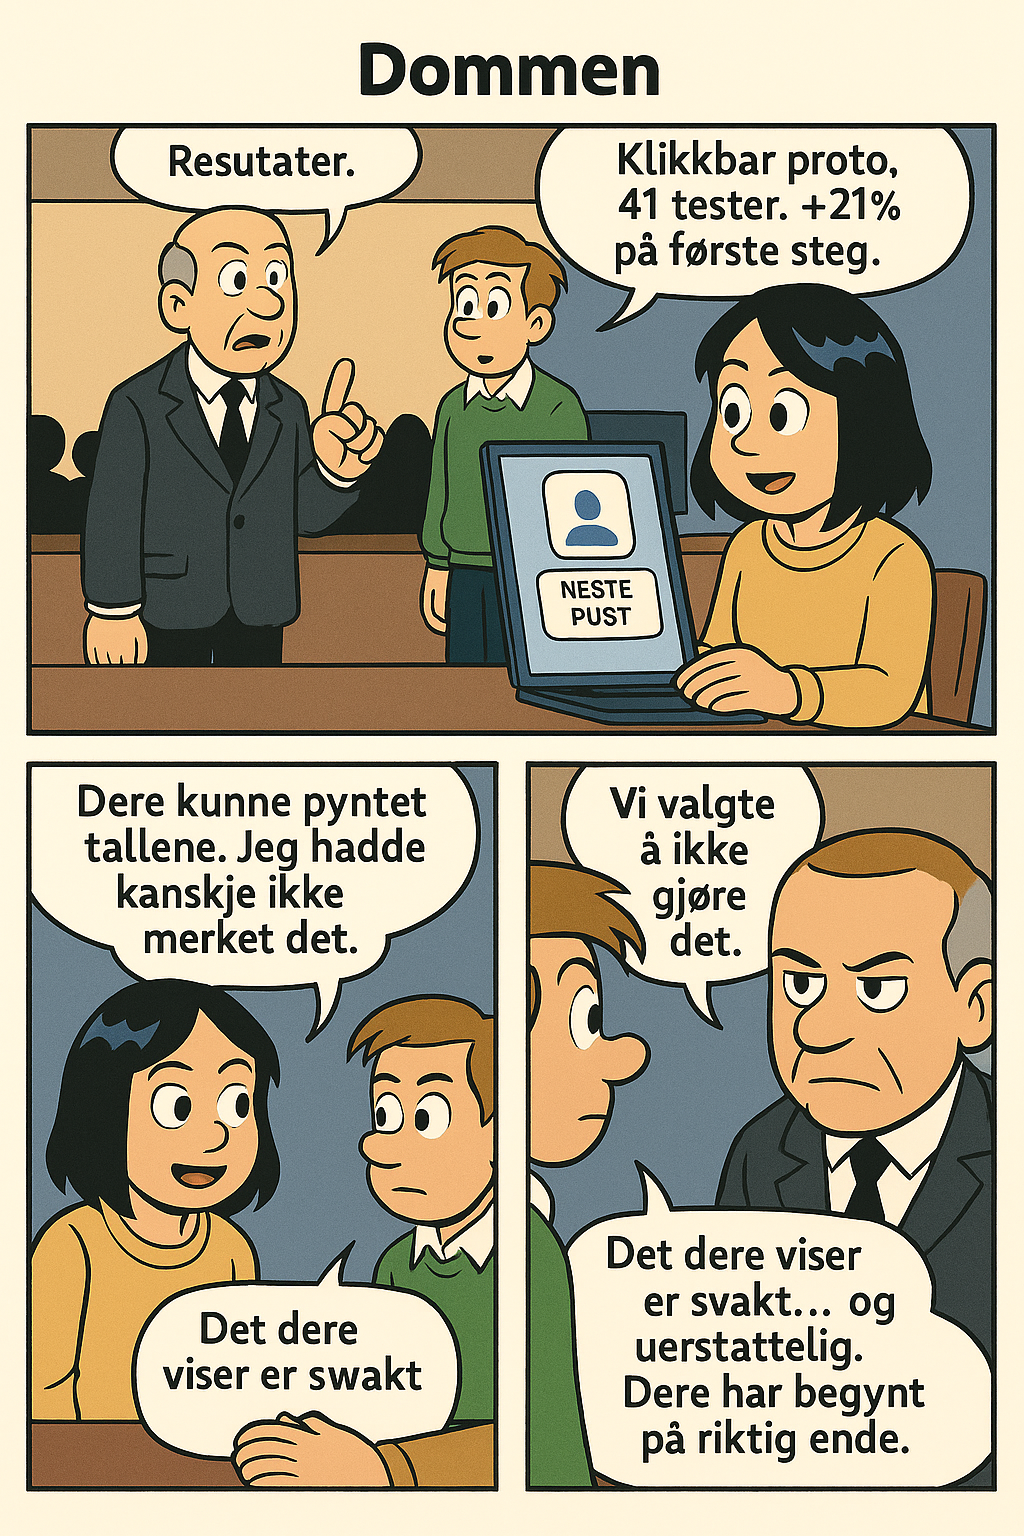 Dommen
Resutater.
Klikkbar proto,
41 tester. +21%
på første steg.
NESTE
PUST
Dere kunne pyntet
tallene. Jeg hadde
kanskje ikke
merket det.
Det dere
viser er swakt
Vi valgte
å ikke
gjøre
det.
Det dere viser
er svakt... og
uerstattelig.
Dere har begynt
på riktig ende.